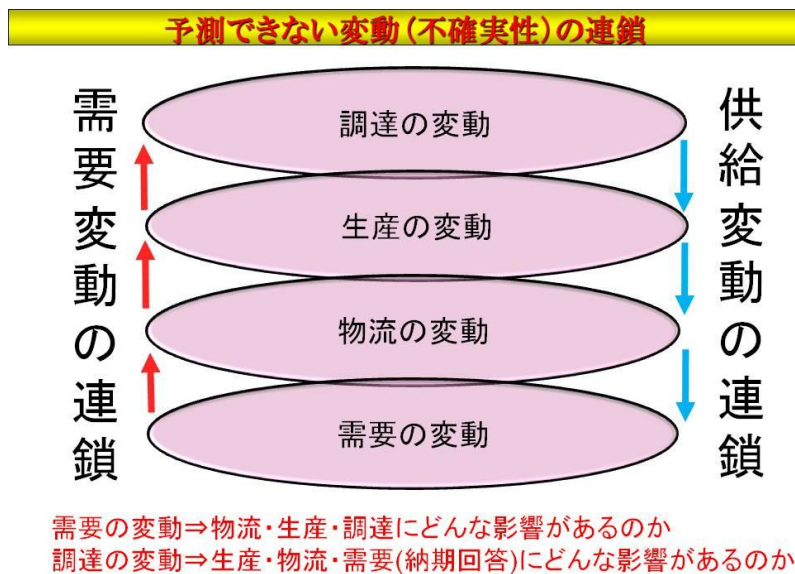 予測できない変動(不確実性)の連鎖
需要変動の連鎖
調達の変動
生産の変動
物流の変動
需要の変動
供給変動の連鎖
需要の変動⇒物流・生産・調達にどんな影響があるのか
調達の変動⇒生産・物流・需要(納期回答)にどんな影響があるのか